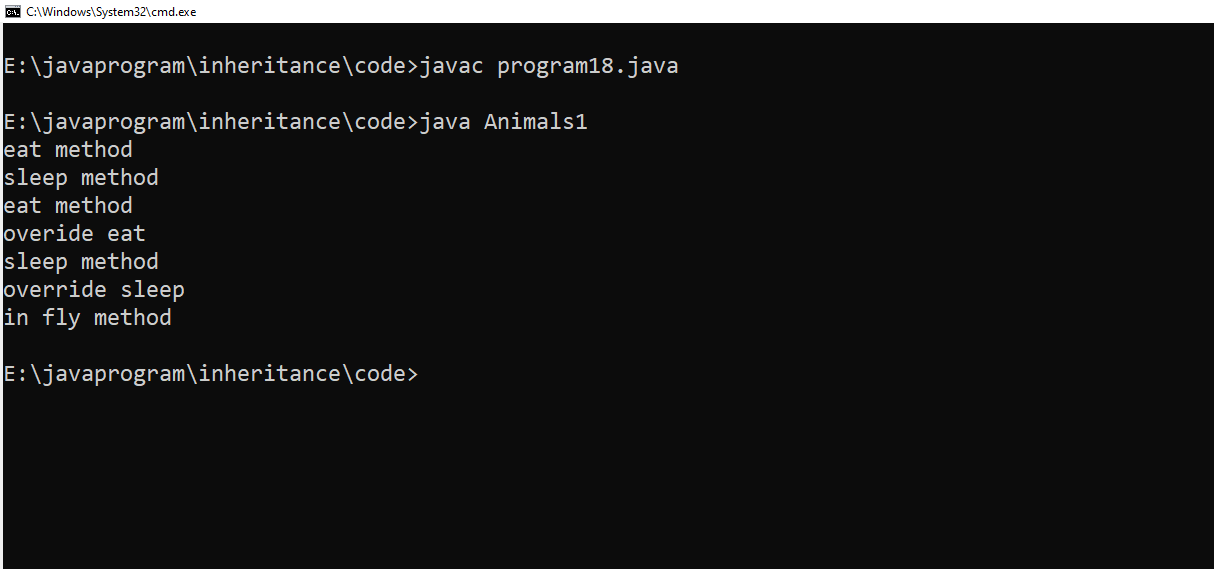 C:\Windows\System32\cmd.exe
E:\javaprogram\inheritance\code>javac program18.java
E:\javaprogram\inheritance\code>java Animals1
eat method
sleep method
eat method
overide eat
sleep method
override sleep
in fly method
E:\javaprogram\inheritance\code>